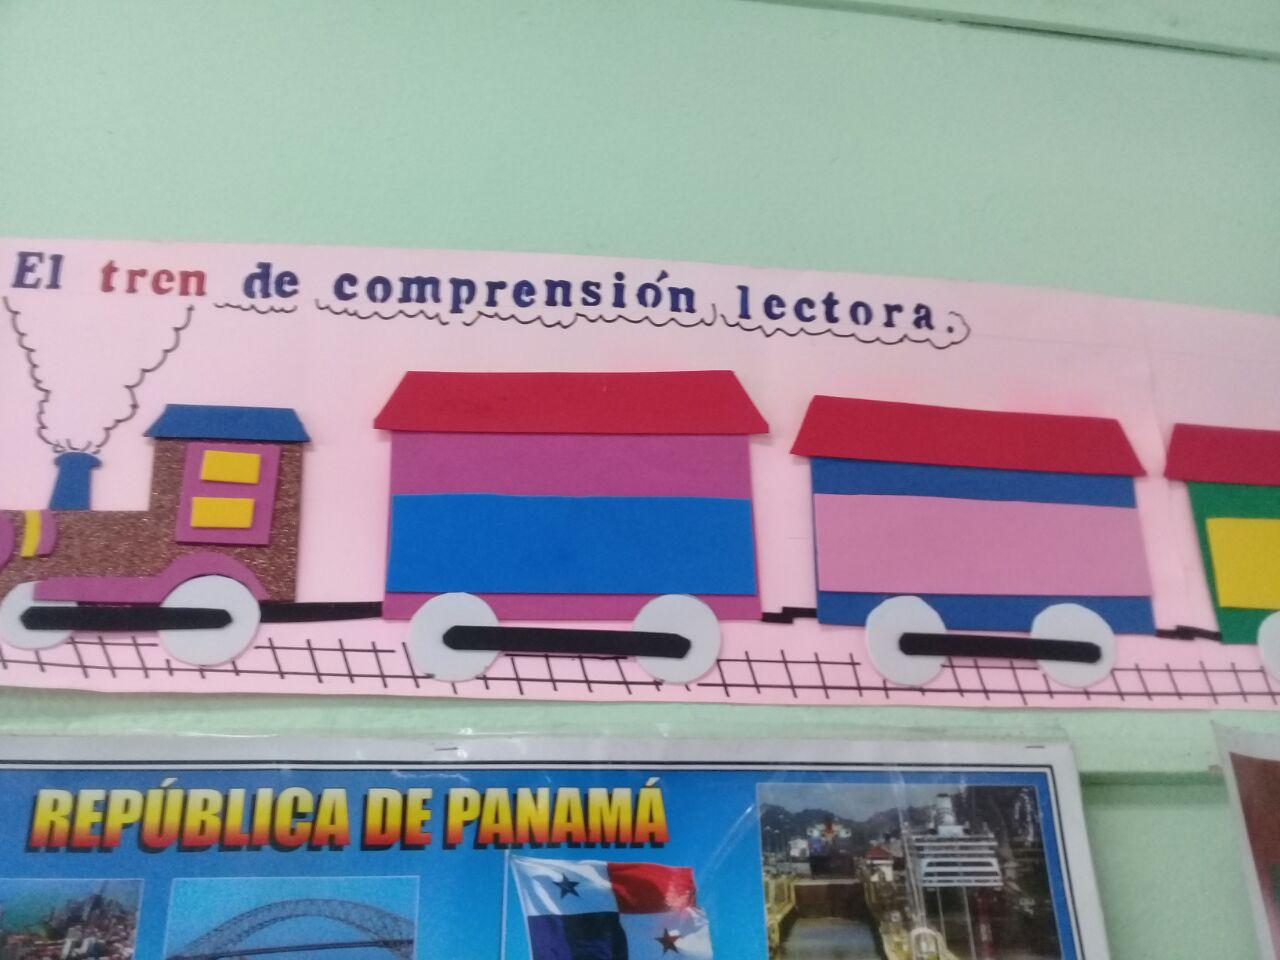 El tren de comprensión lectora.
REPÚBLICA DE PANAMÁ